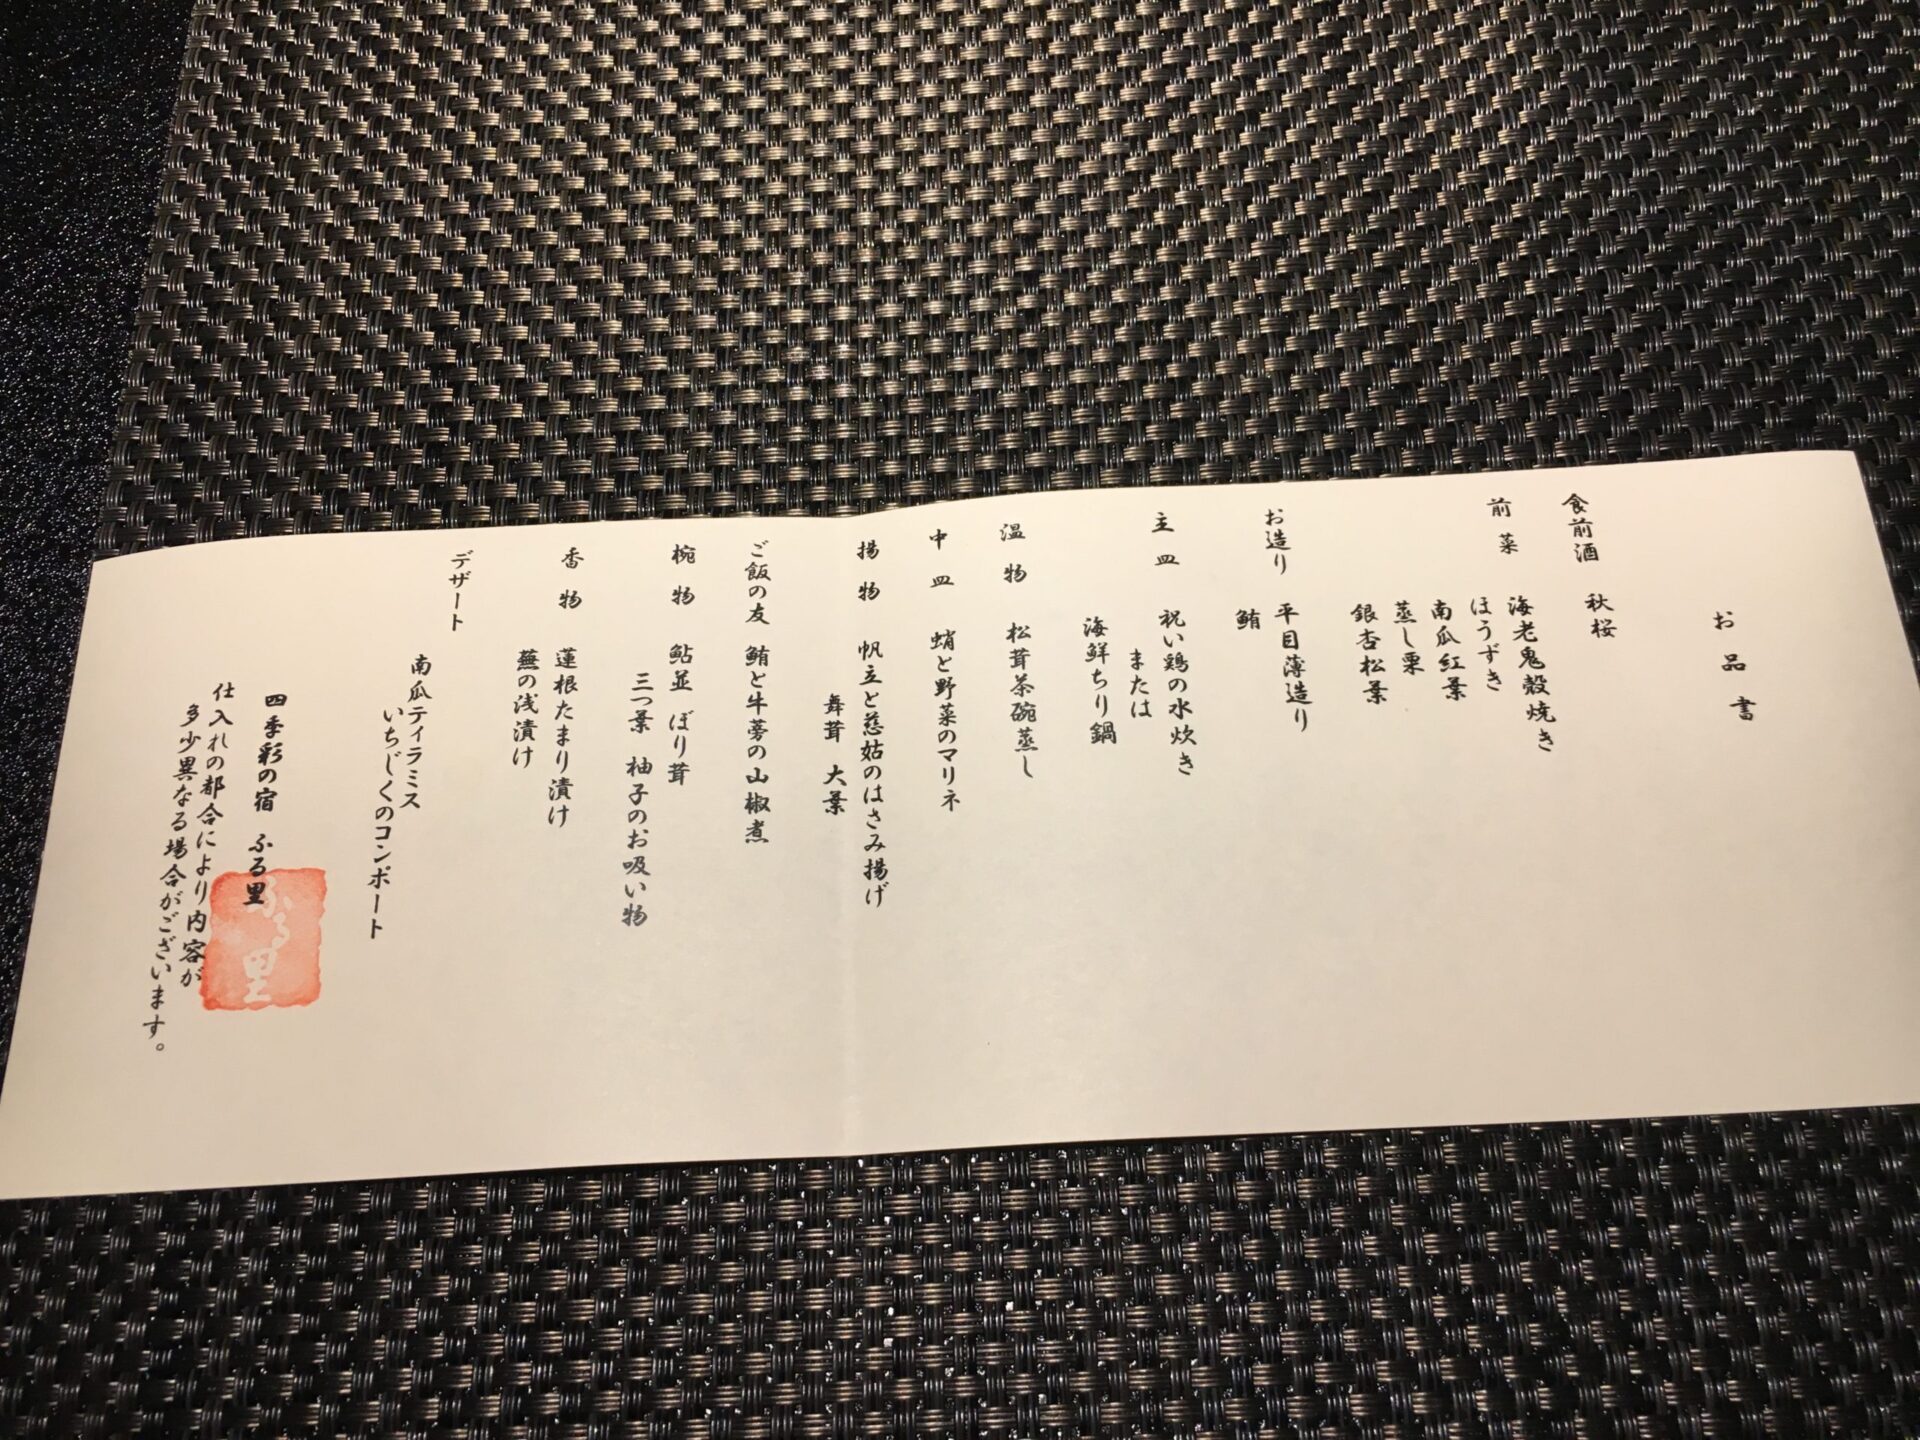 お品書
食前酒 秋桜
前菜 海老鬼殻焼き
ほうずき
南瓜紅葉
蒸し栗
銀杏松葉
お造り 平目薄造り
鮪
主皿 祝い鶏の水炊き
または
海鮮ちり鍋
温物 松茸茶碗蒸し
中皿 蛸と野菜のマリネ
揚物 帆立と慈姑のはさみ揚げ
舞茸 大葉
ご飯の友 鮪と牛蒡の山椒煮
椀物 鮎並 ぼり茸
三つ葉 柚子のお吸い物
香物 蓮根たまり漬け
蕪の浅漬け
デザート
南瓜ティラミス
いちじくのコンポート
四季彩の宿 ふる里
ふる里
仕入れの都合により内容が
多少異なる場合がございます。